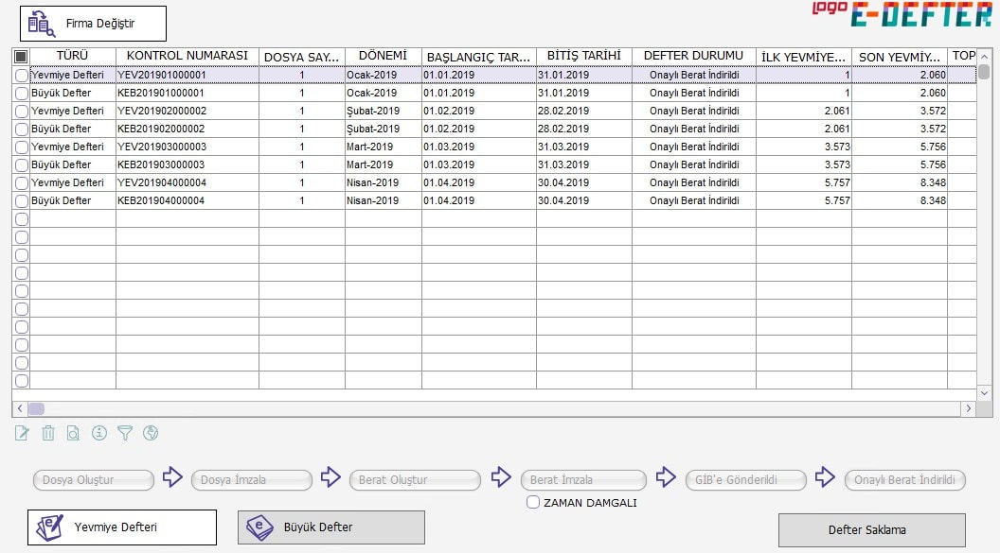 Firma Değiştir
LOGO E-DEFTER
TÜRÜ KONTROL NUMARASI DOSYA SAY... DÖNEMİ BAŞLANGIÇ TAR... BİTİŞ TARİHİ DEFTER DURUMU İLK YEVMİYE... SON YEVMİY... TOP
Yevmiye Defteri YEV201901000001 1 Ocak-2019 01.01.2019 31.01.2019 Onaylı Berat İndirildi 1 2.060
Büyük Defter KEB201901000001 1 Ocak-2019 01.01.2019 31.01.2019 Onaylı Berat İndirildi 1 2.060
Yevmiye Defteri YEV201902000002 1 Şubat-2019 01.02.2019 28.02.2019 Onaylı Berat İndirildi 2.061 3.572
Büyük Defter KEB201902000002 1 Şubat-2019 01.02.2019 28.02.2019 Onaylı Berat İndirildi 2.061 3.572
Yevmiye Defteri YEV201903000003 1 Mart-2019 01.03.2019 31.03.2019 Onaylı Berat İndirildi 3.573 5.756
Büyük Defter KEB201903000003 1 Mart-2019 01.03.2019 31.03.2019 Onaylı Berat İndirildi 3.573 5.756
Yevmiye Defteri YEV201904000004 1 Nisan-2019 01.04.2019 30.04.2019 Onaylı Berat İndirildi 5.757 8.348
Büyük Defter KEB201904000004 1 Nisan-2019 01.04.2019 30.04.2019 Onaylı Berat İndirildi 5.757 8.348
Dosya Oluştur Dosya İmzala Berat Oluştur Berat İmzala GİB'e Gönderildi Onaylı Berat İndirildi
ZAMAN DAMGALI
Yevmiye Defteri Büyük Defter Defter Saklama